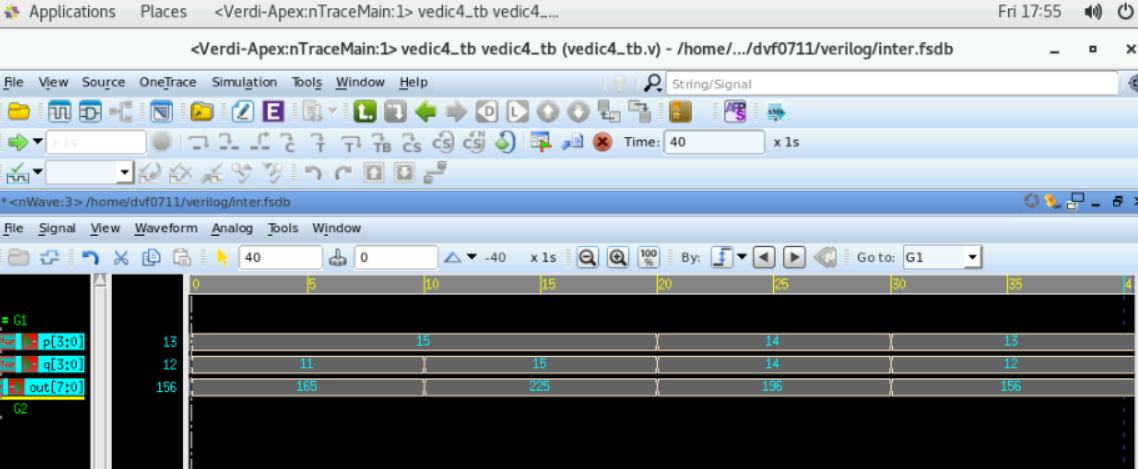 Applications Places <Verdi-Apex:nTraceMain:1> vedic4_tb vedic4_... Fri 17:55
<Verdi-Apex:nTraceMain:1> vedic4_tb vedic4_tb (vedic4_tb.v) - /home/.../dvf0711/verilog/inter.fsdb
File View Source OneTrace Simulation Tools Window Help String/Signal
x 1s Time: 40 x 1s
*<nWave:3> /home/dvf0711/verilog/inter.fsdb
File Signal View Waveform Analog Tools Window
40 0 -40 x 1s 100 % By: Go to: G1
0 5 10 15 20 25 30 35 4
= G1
p[3:0] 13 15 14 13
q[3:0] 12 11 15 14 12
out[7:0] 156 165 225 196 156
G2